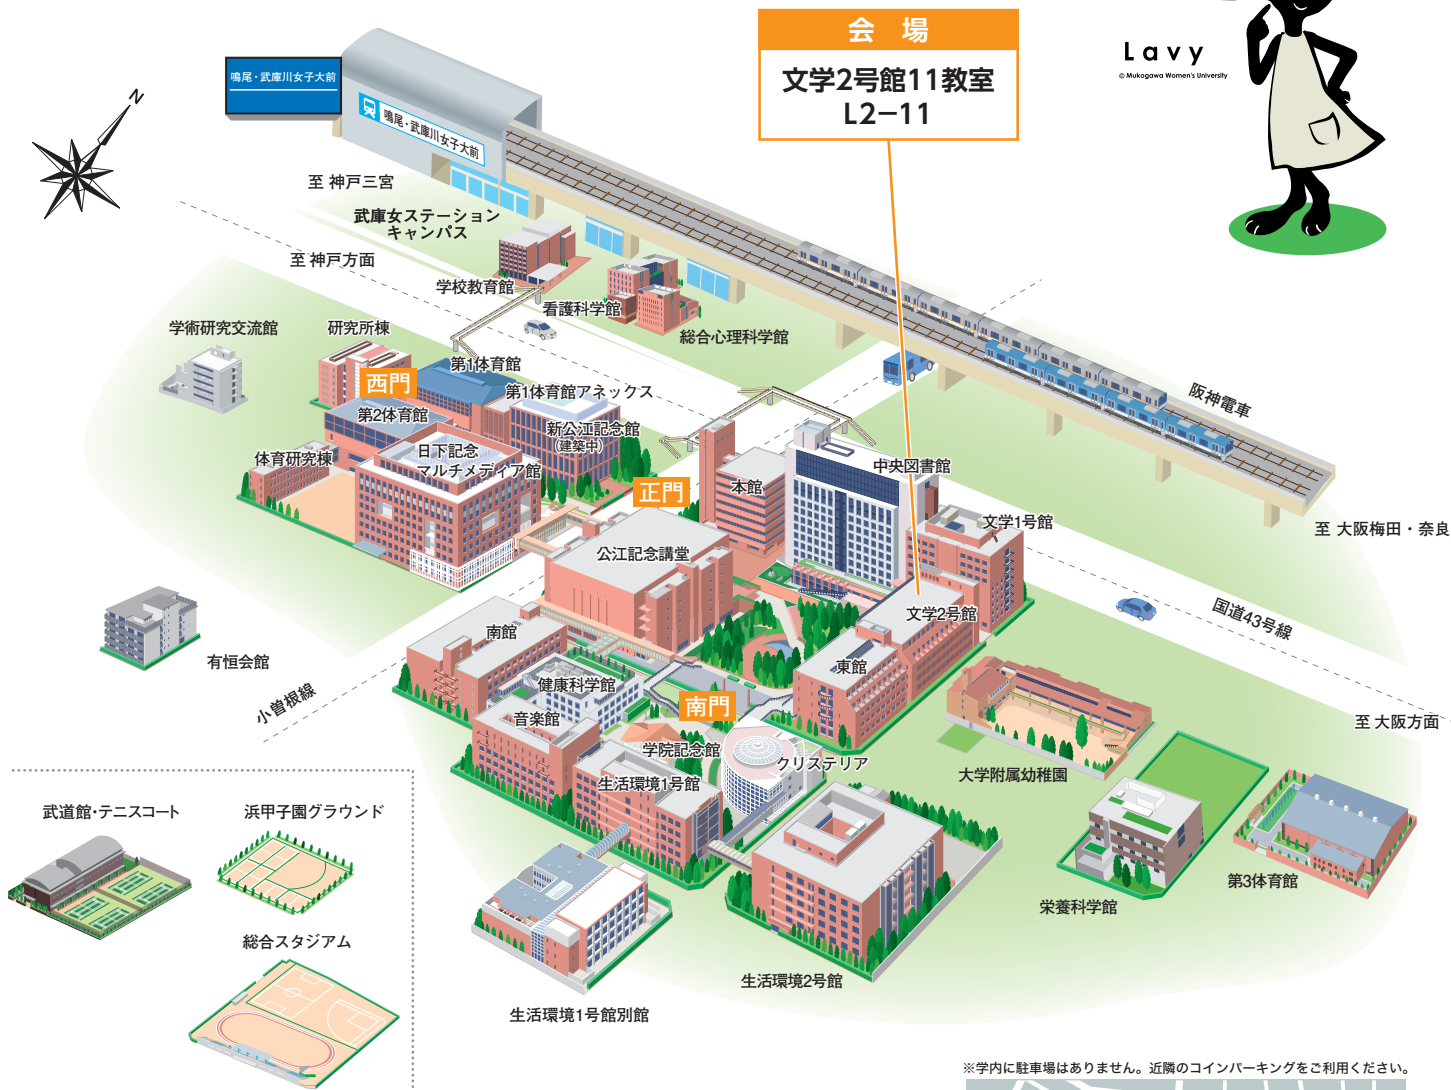 会 場
文学2号館11教室
L2−11
Lavy
© Mukogawa Women's University
鳴尾・武庫川女子大前
鳴尾・武庫川女子大前
N
至 神戸三宮
武庫女ステーション
キャンパス
至 神戸方面
学校教育館
看護科学館
総合心理科学館
学術研究交流館
研究所棟
第1体育館
西門
第1体育館アネックス
第2体育館
新公江記念館
(建築中)
体育研究棟
日下記念
マルチメディア館
阪神電車
中央図書館
本館
正門
文学1号館
至 大阪梅田・奈良
公江記念講堂
国道43号線
文学2号館
南館
有恒会館
東館
健康科学館
小曽根線
南門
音楽館
至 大阪方面
学院記念館
クリステリア
大学附属幼稚園
生活環境1号館
武道館・テニスコート
浜甲子園グラウンド
第3体育館
栄養科学館
総合スタジアム
生活環境2号館
生活環境1号館別館
※学内に駐車場はありません。近隣のコインパーキングをご利用ください。